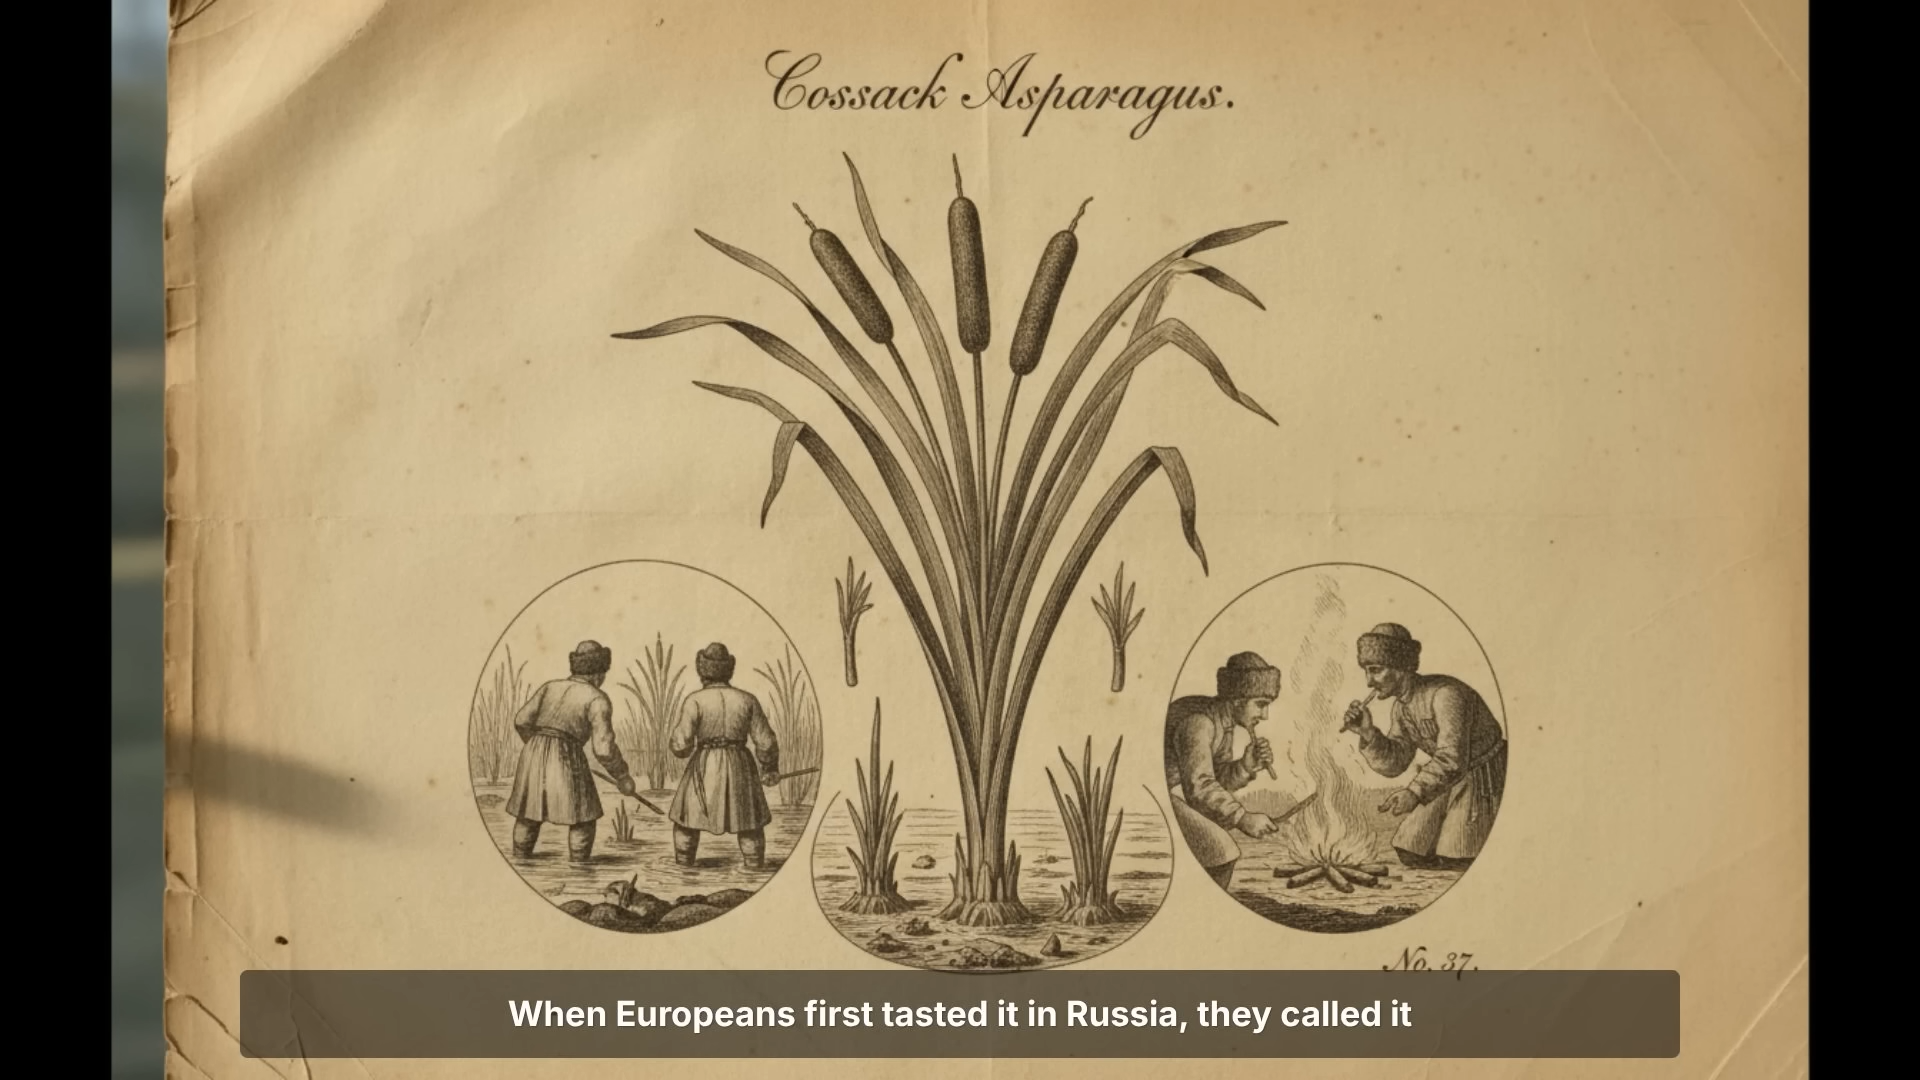 Cossack Asparagus.
No. 37.
When Europeans first tasted it in Russia, they called it